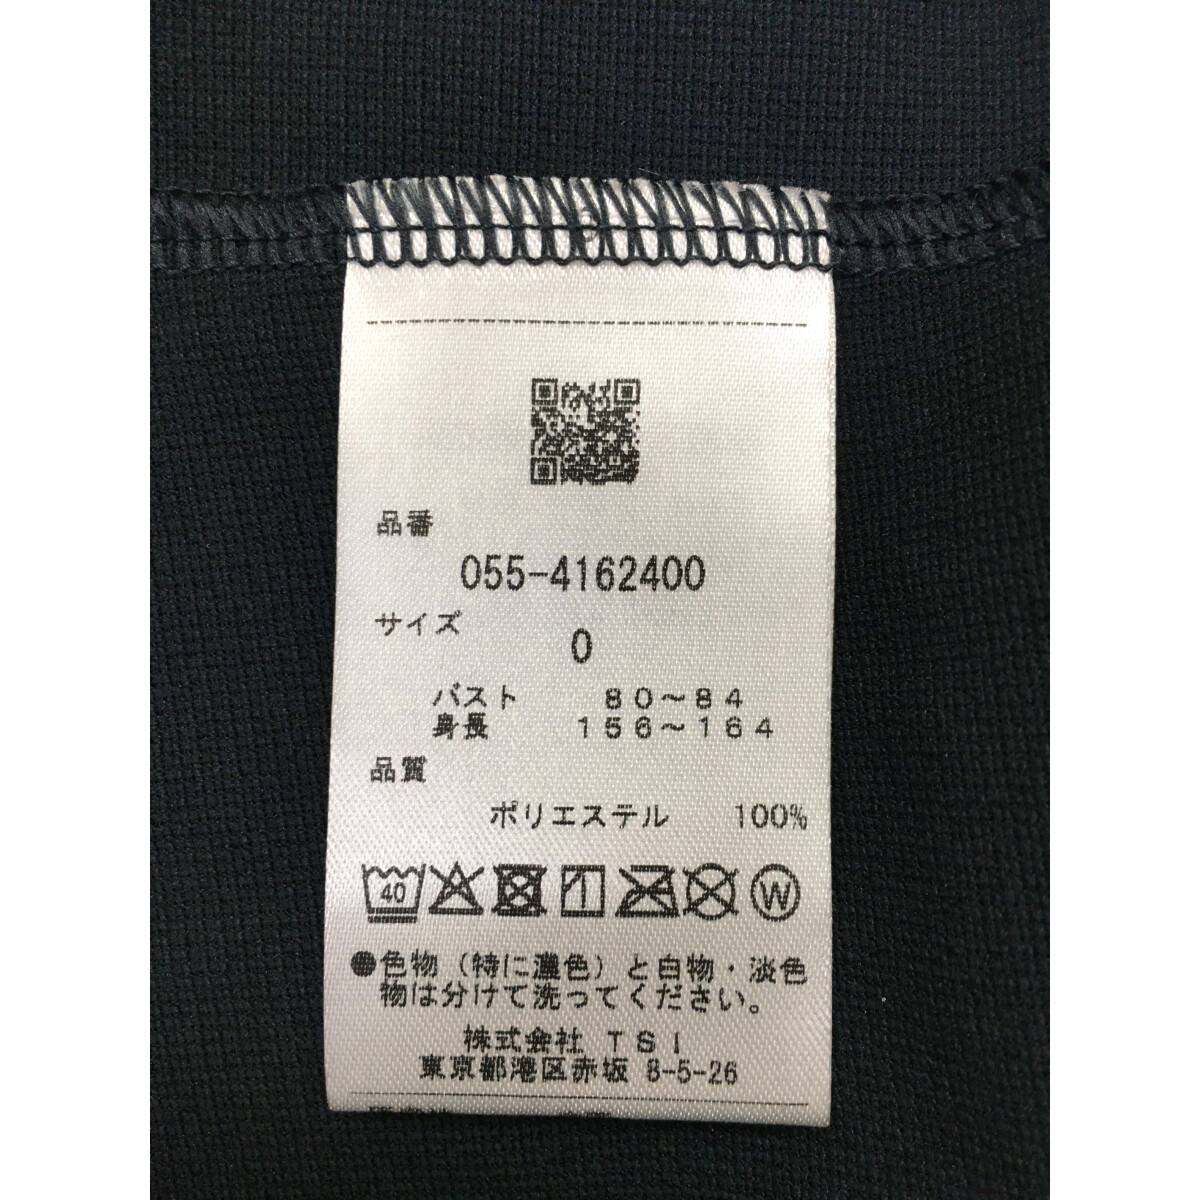 品番
055-4162400
サイズ
0
バスト 80～84
身長 156～164
品質
ポリエステル 100%
40 W
●色物（特に濃色）と白物・淡色
物は分けて洗ってください。
株式会社 TSI
東京都港区赤坂 8-5-26